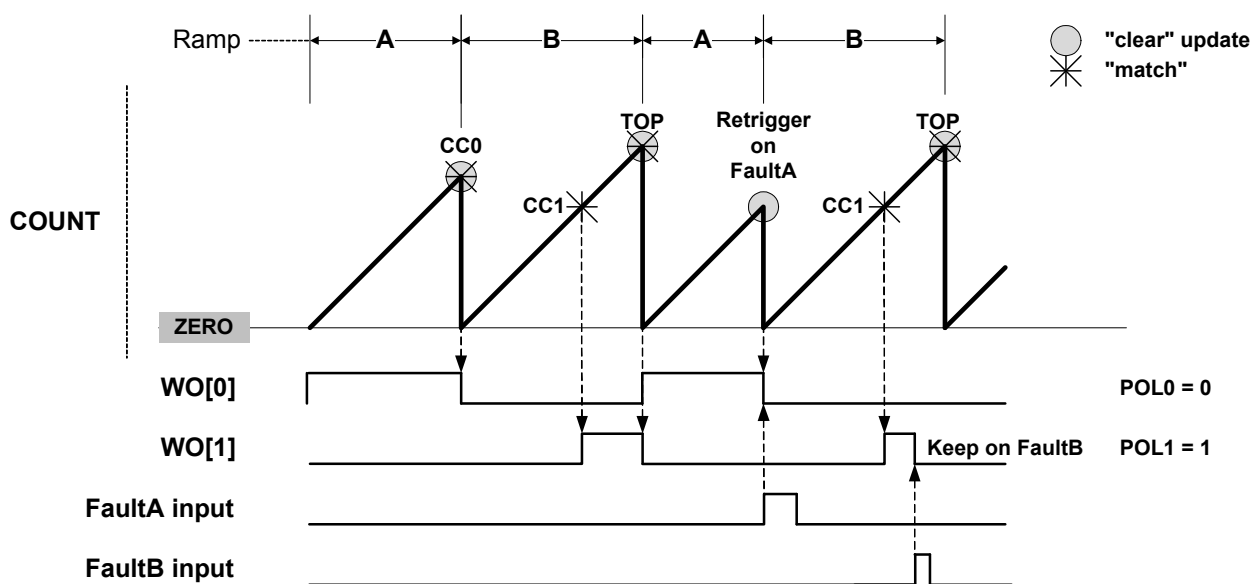 Ramp
A
B
A
B
"clear" update
"match"
CC0
TOP
Retrigger
on
FaultA
TOP
CC1
CC1
COUNT
ZERO
WO[0]
POL0 = 0
WO[1]
Keep on FaultB
POL1 = 1
FaultA input
FaultB input